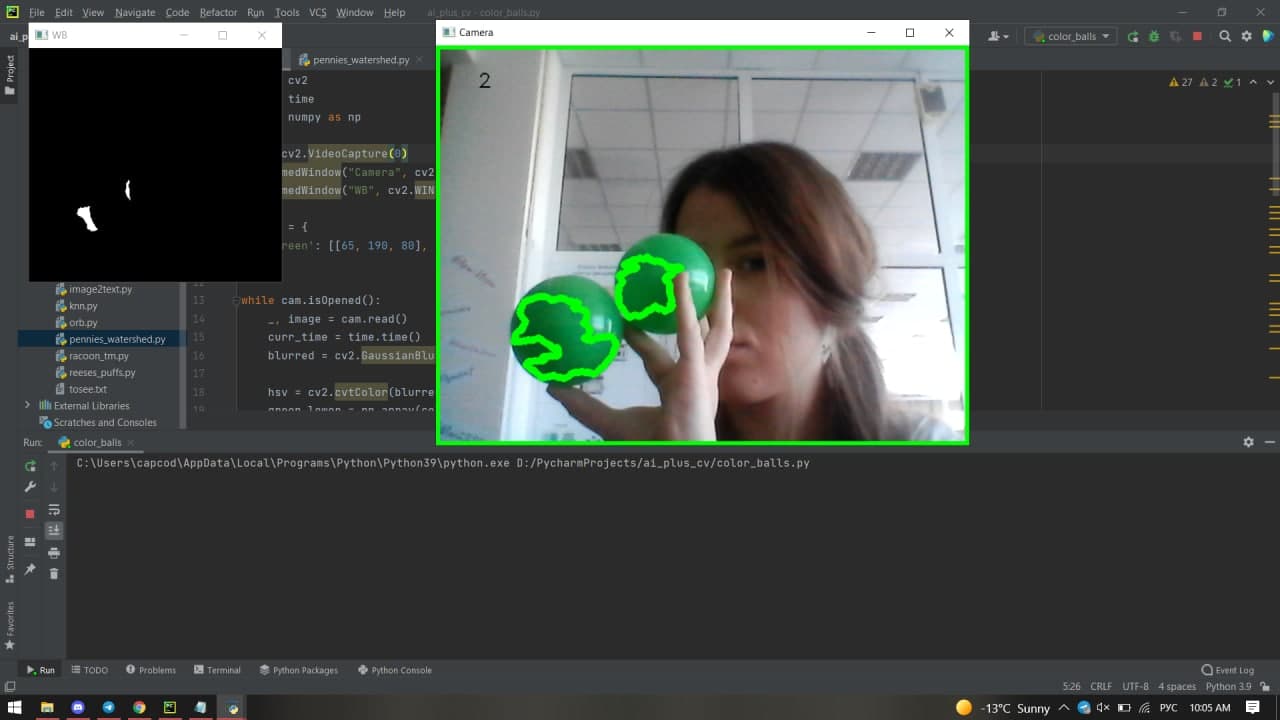 File Edit View Navigate Code Refactor Run Tools VCS Window Help ai_plus_cv - color_balls.py
WB
Camera
ai_p
color_balls
pennies_watershed.py
27 2 1
Project
cv2
time
numpy as np
cv2.VideoCapture(0)
medWindow("Camera", cv2
medWindow("WB", cv2.WIN
= {
reen': [[65, 190, 80],
2
image2text.py
knn.py
orb.py
pennies_watershed.py
racoon_tm.py
reeses_puffs.py
tosee.txt
External Libraries
Scratches and Consoles
13 while cam.isOpened():
14 _, image = cam.read()
15 curr_time = time.time()
16 blurred = cv2.GaussianBlu
17
18 hsv = cv2.cvtColor(blurre
Run: color_balls
C:\Users\capcod\AppData\Local\Programs\Python\Python39\python.exe D:/PycharmProjects/ai_plus_cv/color_balls.py
Structure
Favorites
Run TODO Problems Terminal Python Packages Python Console Event Log
5:26 CRLF UTF-8 4 spaces Python 3.9
-13°C Sunny РУС 10:05 AM